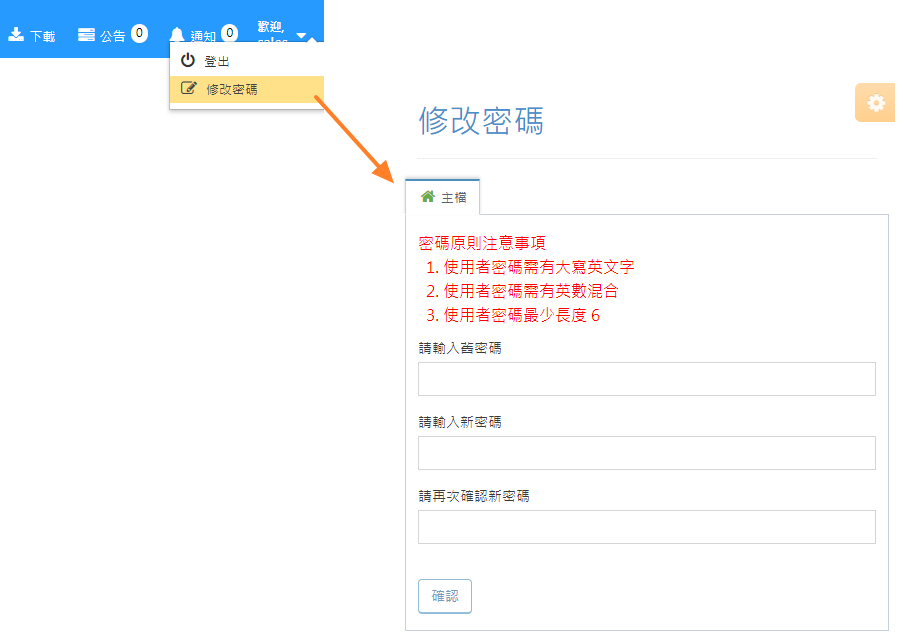 下載
公告 0
通知 0
歡迎,
sales
登出
修改密碼
修改密碼
主檔
密碼原則注意事項
1. 使用者密碼需有大寫英文字
2. 使用者密碼需有英數混合
3. 使用者密碼最少長度 6
請輸入舊密碼
請輸入新密碼
請再次確認新密碼
確認